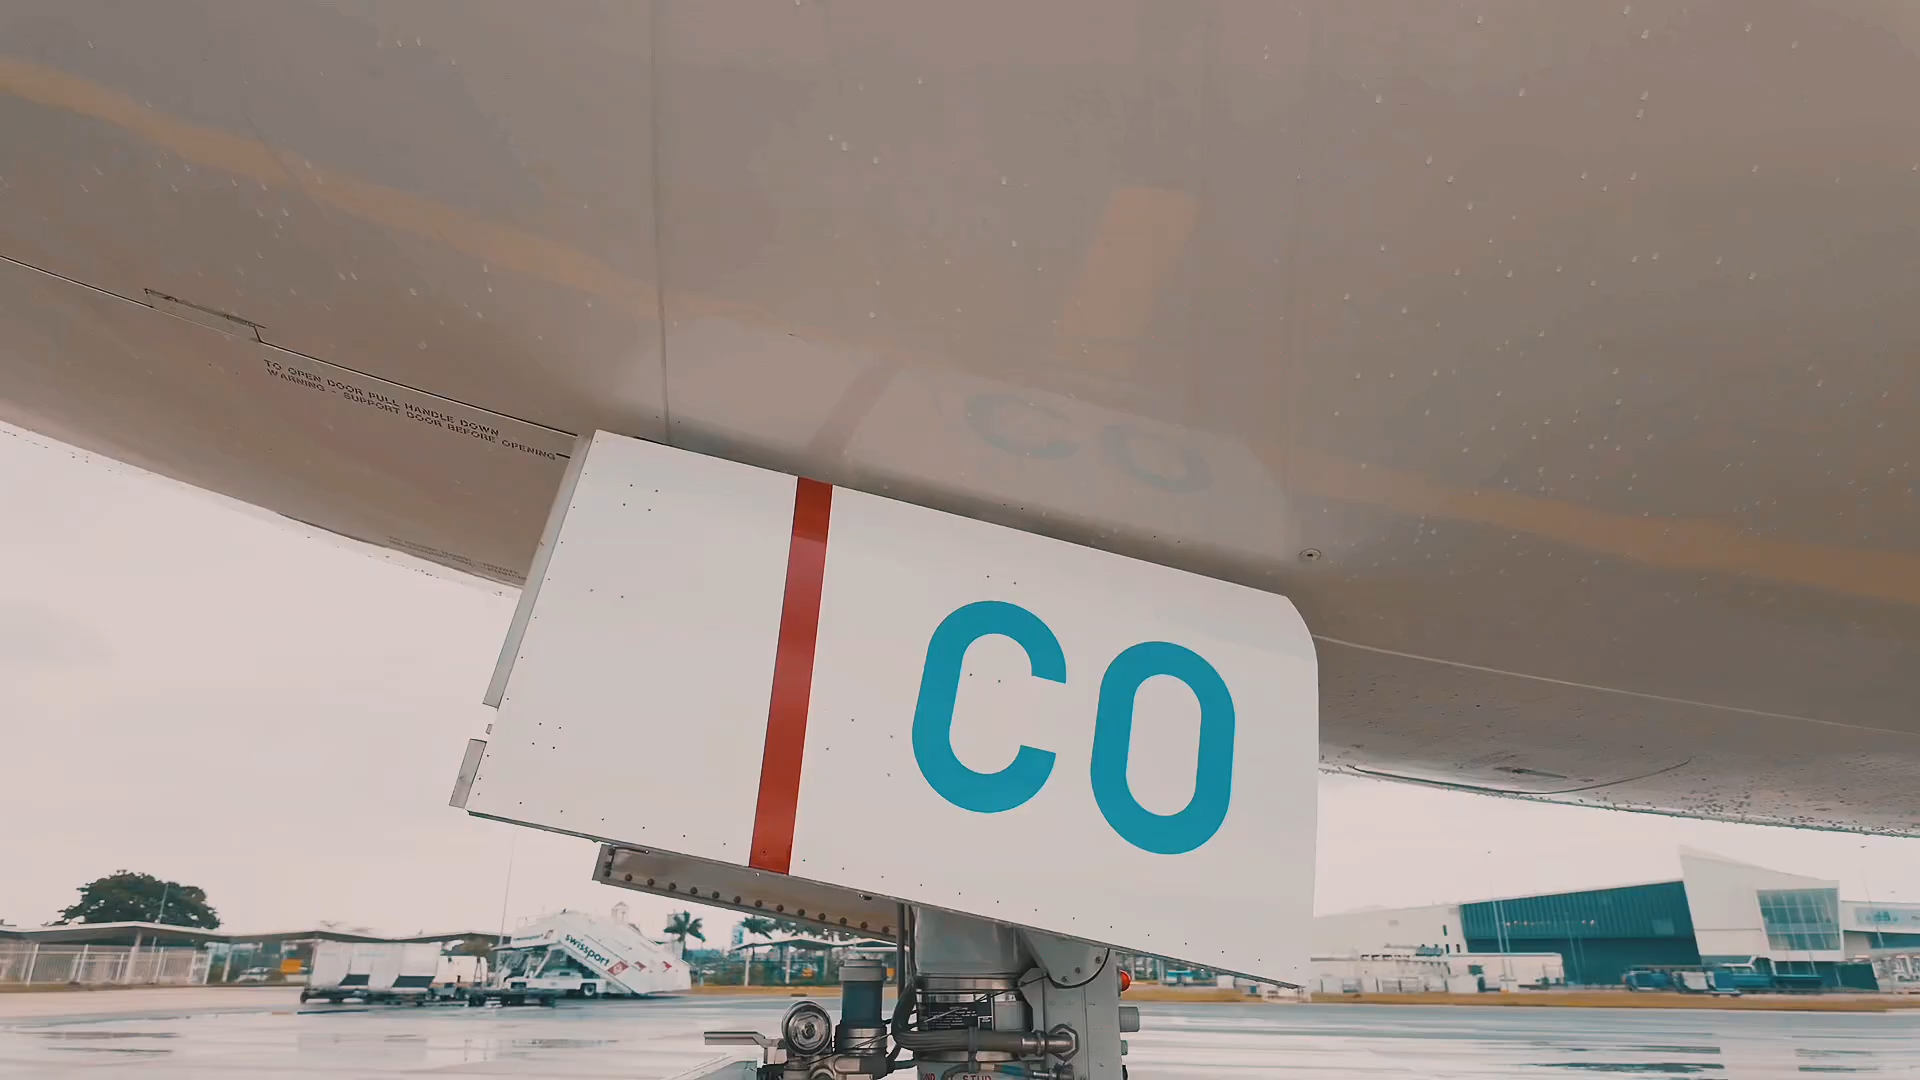 TO OPEN DOOR PULL HANDLE DOWN
WARNING - SUPPORT DOOR BEFORE OPENING
CO
swissport